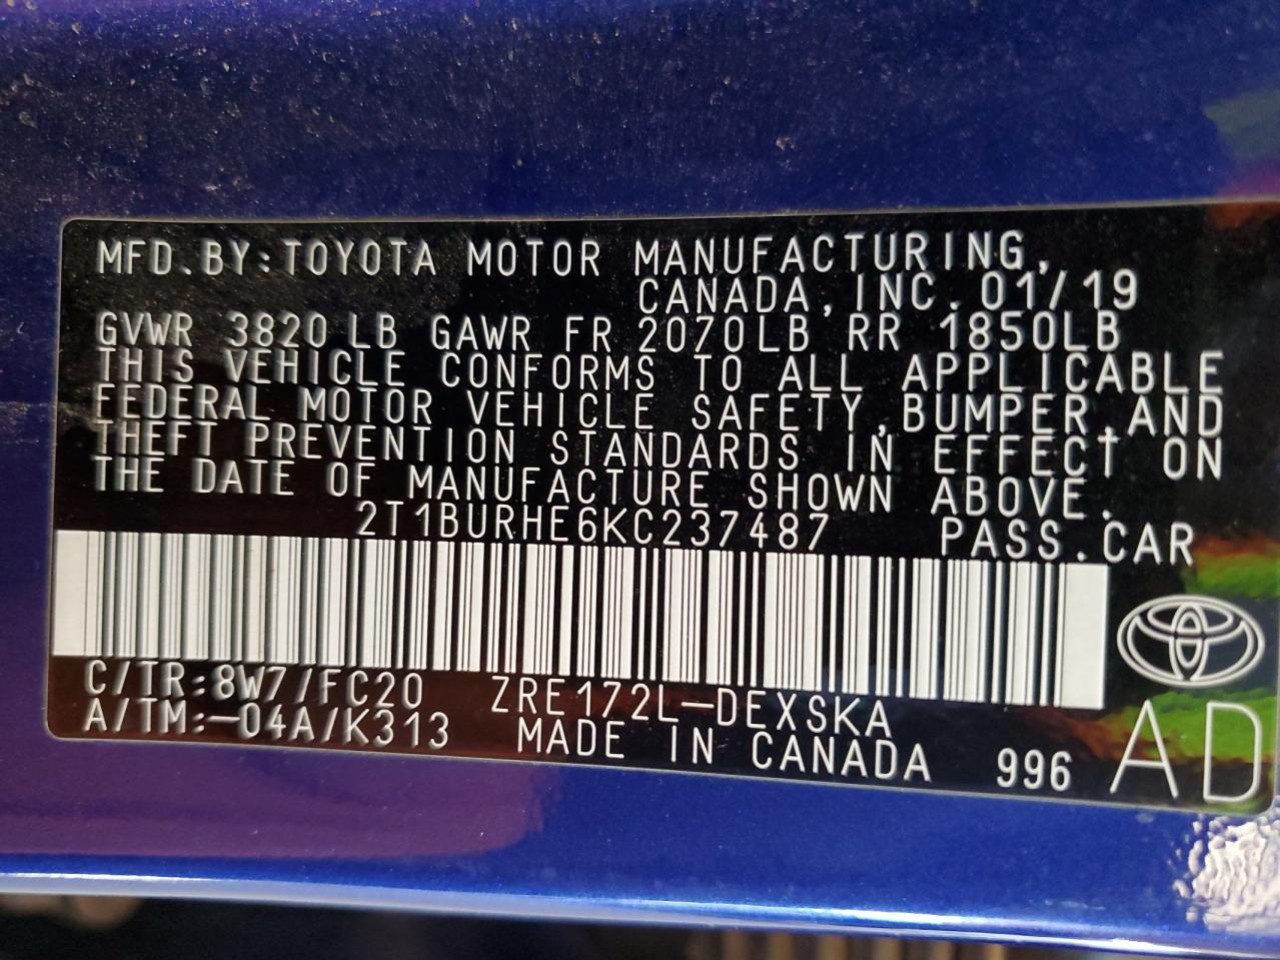 MFD.BY:TOYOTA MOTOR MANUFACTURING,
CANADA, INC. 01/19
GVWR 3820 LB GAWR FR 2070LB RR 1850LB
THIS VEHICLE CONFORMS TO ALL APPLICABLE
FEDERAL MOTOR VEHICLE SAFETY,BUMPER,AND
THEFT PREVENTION STANDARDS IN EFFECT ON
THE DATE OF MANUFACTURE SHOWN ABOVE.
2T1BURHE6KC237487 PASS.CAR
C/TR:8W7/FC20 ZRE172L-DEXSKA
A/TM:-04A/K313 MADE IN CANADA 996 AD